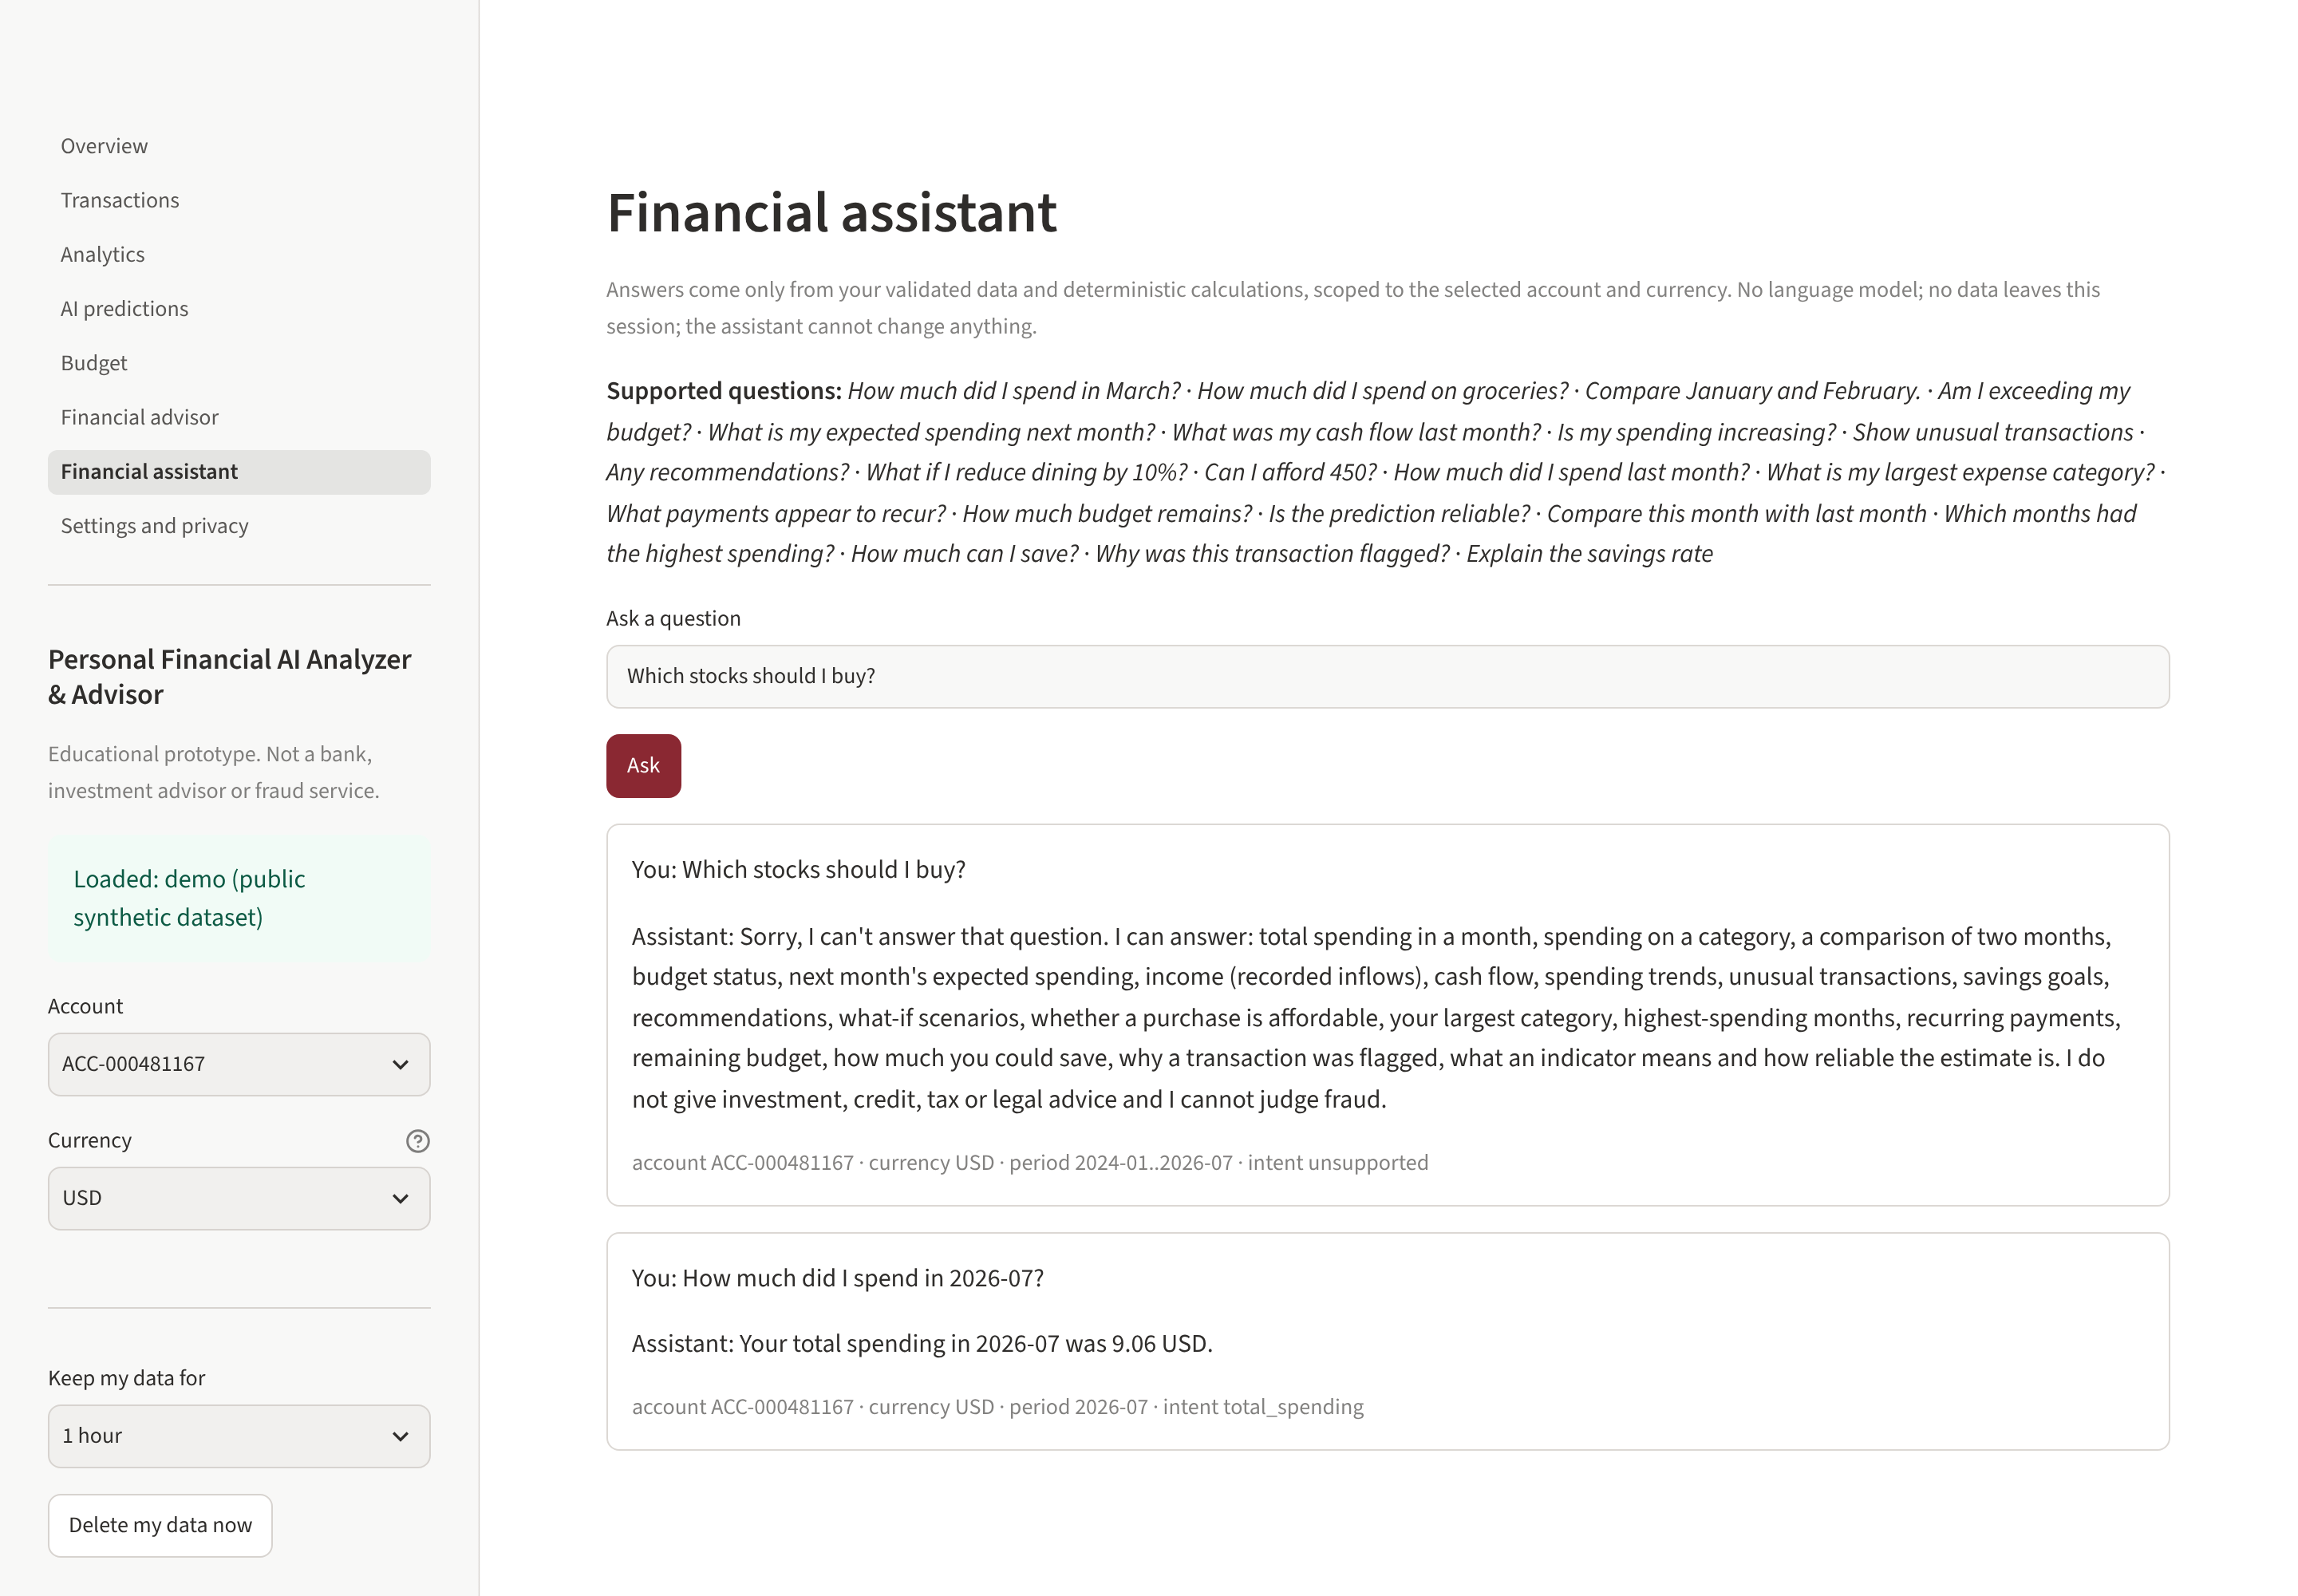 Overview
Transactions
Analytics
AI predictions
Budget
Financial advisor
Financial assistant
Settings and privacy
Personal Financial AI Analyzer
& Advisor
Educational prototype. Not a bank,
investment advisor or fraud service.
Loaded: demo (public
synthetic dataset)
Account
ACC-000481167
Currency
USD
Keep my data for
1 hour
Delete my data now
Financial assistant
Answers come only from your validated data and deterministic calculations, scoped to the selected account and currency. No language model; no data leaves this
session; the assistant cannot change anything.
Supported questions: How much did I spend in March? · How much did I spend on groceries? · Compare January and February. · Am I exceeding my
budget? · What is my expected spending next month? · What was my cash flow last month? · Is my spending increasing? · Show unusual transactions ·
Any recommendations? · What if I reduce dining by 10%? · Can I afford 450? · How much did I spend last month? · What is my largest expense category? ·
What payments appear to recur? · How much budget remains? · Is the prediction reliable? · Compare this month with last month · Which months had
the highest spending? · How much can I save? · Why was this transaction flagged? · Explain the savings rate
Ask a question
Which stocks should I buy?
Ask
You: Which stocks should I buy?
Assistant: Sorry, I can't answer that question. I can answer: total spending in a month, spending on a category, a comparison of two months,
budget status, next month's expected spending, income (recorded inflows), cash flow, spending trends, unusual transactions, savings goals,
recommendations, what-if scenarios, whether a purchase is affordable, your largest category, highest-spending months, recurring payments,
remaining budget, how much you could save, why a transaction was flagged, what an indicator means and how reliable the estimate is. I do
not give investment, credit, tax or legal advice and I cannot judge fraud.
account ACC-000481167 · currency USD · period 2024-01..2026-07 · intent unsupported
You: How much did I spend in 2026-07?
Assistant: Your total spending in 2026-07 was 9.06 USD.
account ACC-000481167 · currency USD · period 2026-07 · intent total_spending